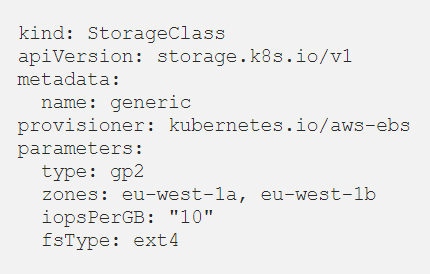 kind: StorageClass
apiVersion: storage.k8s.io/v1
metadata:
  name: generic
provisioner: kubernetes.io/aws-ebs
parameters:
  type: gp2
  zones: eu-west-1a, eu-west-1b
  iopsPerGB: "10"
  fsType: ext4